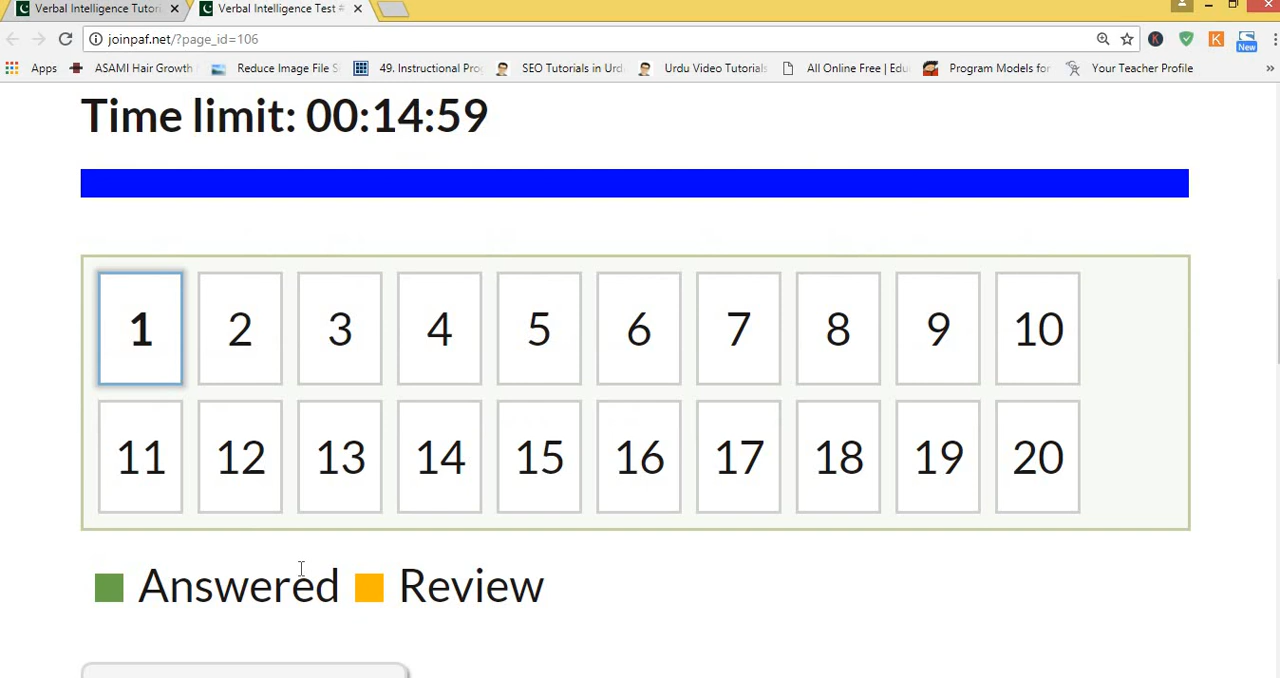 Verbal Intelligence Tutori
Verbal Intelligence Test #
joinpaf.net/?page_id=106
Apps
ASAMI Hair Growth
Reduce Image File S
49. Instructional Pro
SEO Tutorials in Urd
Urdu Video Tutorials
All Online Free | Edu
Program Models for
Your Teacher Profile
New
Time limit: 00:14:59
1 2 3 4 5 6 7 8 9 10
11 12 13 14 15 16 17 18 19 20
Answered Review